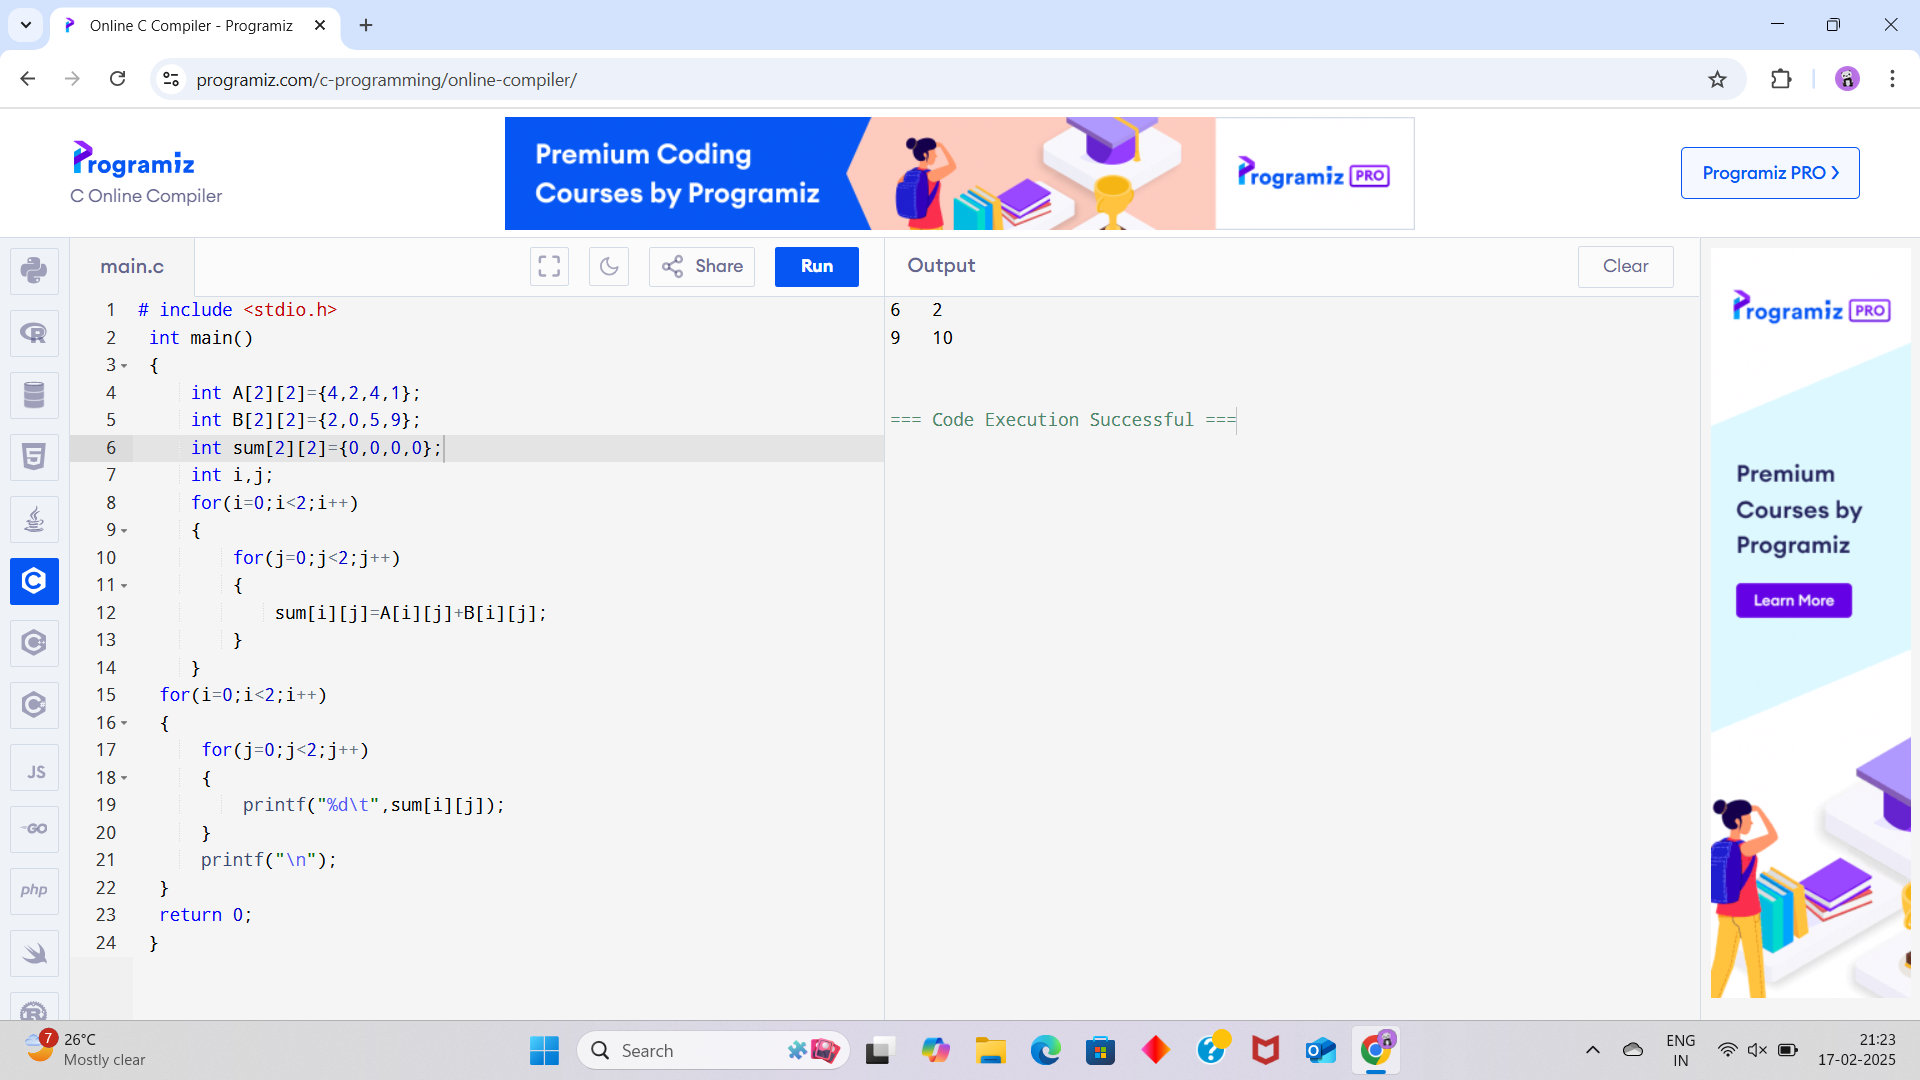 Online C Compiler - Programiz
programiz.com/c-programming/online-compiler/
Programiz
C Online Compiler
Premium Coding
Courses by Programiz
Programiz PRO
Programiz PRO
main.c
Share
Run
Output
Clear
1 # include <stdio.h>
2 int main()
3 {
4 int A[2][2]={4,2,4,1};
5 int B[2][2]={2,0,5,9};
6 int sum[2][2]={0,0,0,0};
7 int i,j;
8 for(i=0;i<2;i++)
9 {
10 for(j=0;j<2;j++)
11 {
12 sum[i][j]=A[i][j]+B[i][j];
13 }
14 }
15 for(i=0;i<2;i++)
16 {
17 for(j=0;j<2;j++)
18 {
19 printf("%d\t",sum[i][j]);
20 }
21 printf("\n");
22 }
23 return 0;
24 }
6 2
9 10
=== Code Execution Successful ===
Programiz PRO
Premium
Courses by
Programiz
Learn More
JS
GO
php
7
26°C
Mostly clear
Search
ENG
IN
21:23
17-02-2025